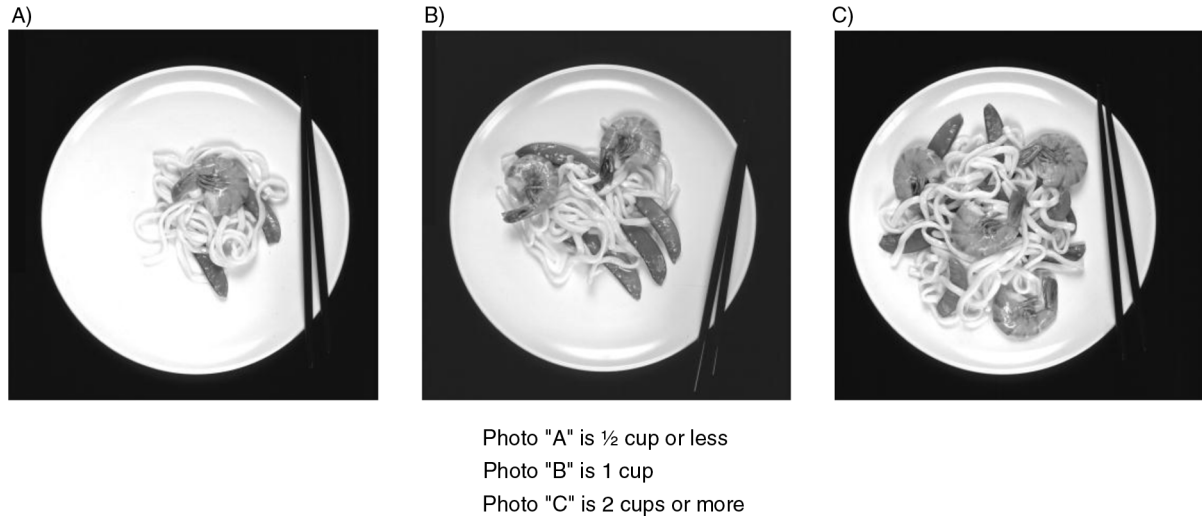 A)
B)
C)
Photo "A" is ½ cup or less
Photo "B" is 1 cup
Photo "C" is 2 cups or more